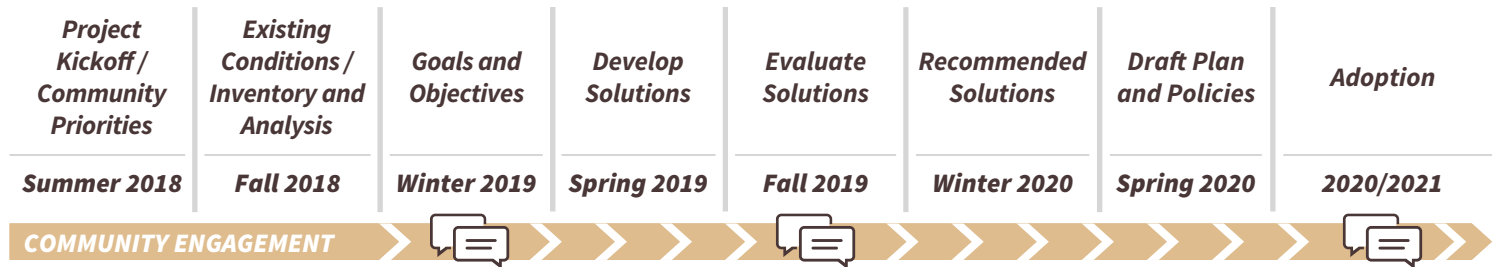 Project
Kickoff /
Community
Priorities
Existing
Conditions /
Inventory and
Analysis
Goals and
Objectives
Develop
Solutions
Evaluate
Solutions
Recommended
Solutions
Draft Plan
and Policies
Adoption
Summer 2018
Fall 2018
Winter 2019
Spring 2019
Fall 2019
Winter 2020
Spring 2020
2020/2021
COMMUNITY ENGAGEMENT